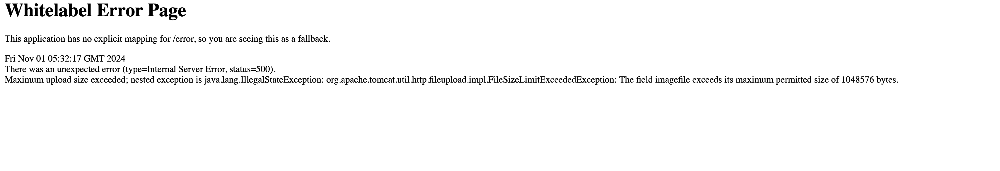 Whitelabel Error Page
This application has no explicit mapping for /error, so you are seeing this as a fallback.
Fri Nov 01 05:32:17 GMT 2024
There was an unexpected error (type=Internal Server Error, status=500).
Maximum upload size exceeded; nested exception is java.lang.IllegalStateException: org.apache.tomcat.util.http.fileupload.impl.FileSizeLimitExceededException: The field imagefile exceeds its maximum permitted size of 1048576 bytes.